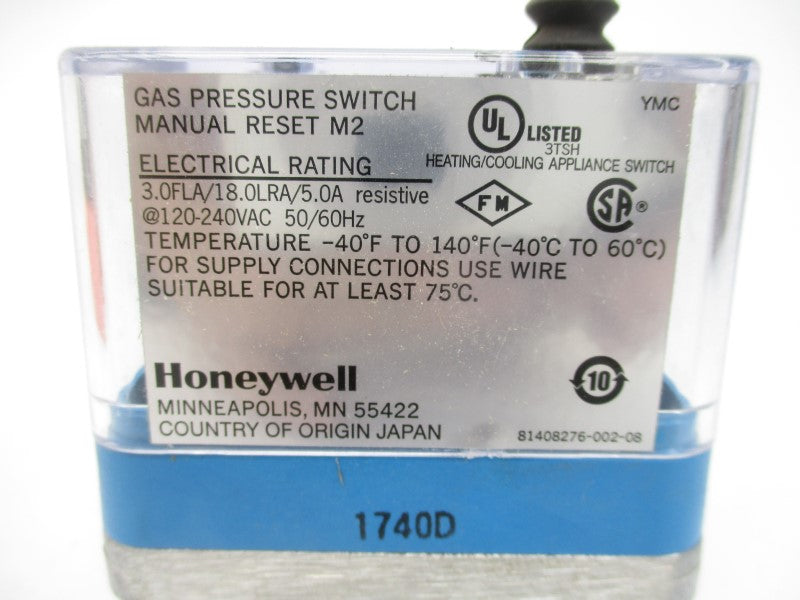 GAS PRESSURE SWITCH
MANUAL RESET M2
UL LISTED
3TSH
YMC
HEATING/COOLING APPLIANCE SWITCH
ELECTRICAL RATING
3.0FLA/18.0LRA/5.0A resistive
@120-240VAC 50/60Hz
FM
SA®
TEMPERATURE -40°F TO 140°F(-40°C TO 60°C)
FOR SUPPLY CONNECTIONS USE WIRE
SUITABLE FOR AT LEAST 75°C.
Honeywell
10
MINNEAPOLIS, MN 55422
COUNTRY OF ORIGIN JAPAN
81408276-002-08
1740D